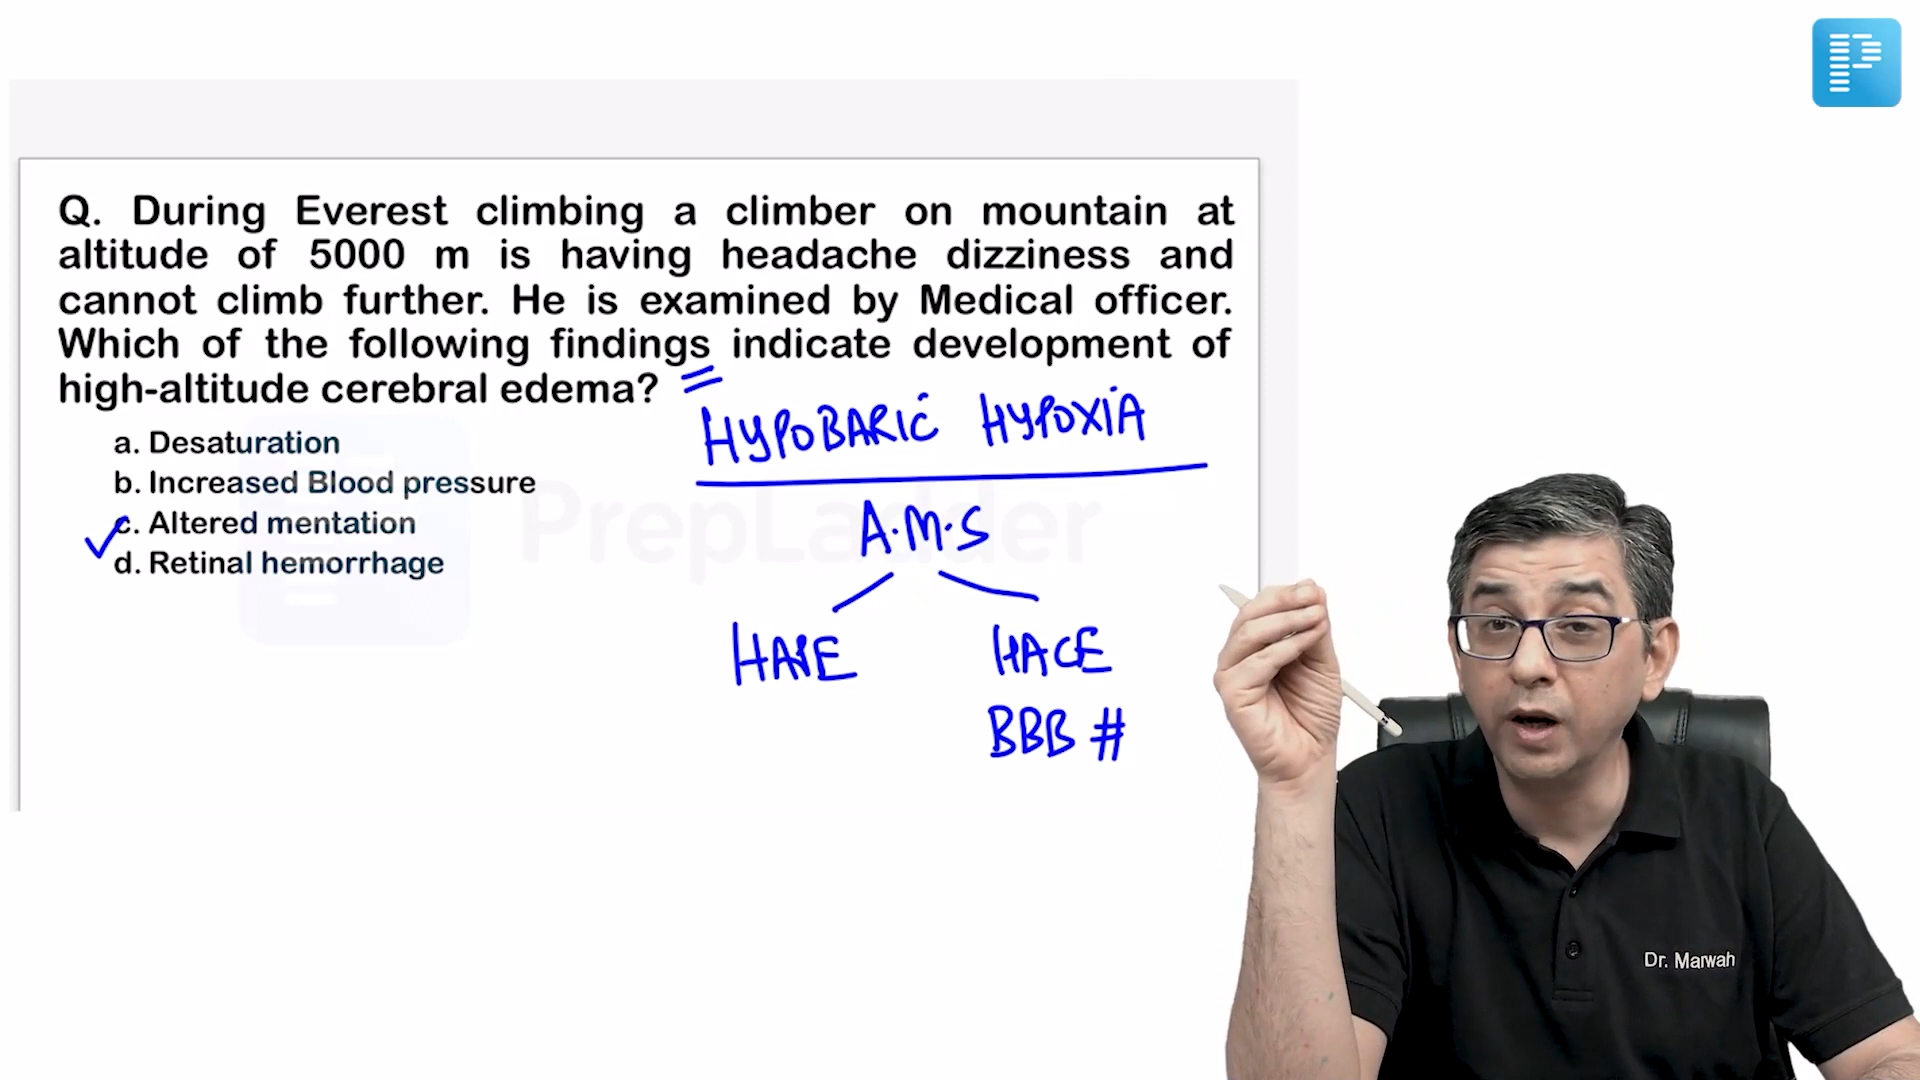 Q. During Everest climbing a climber on mountain at
altitude of 5000 m is having headache dizziness and
cannot climb further. He is examined by Medical officer.
Which of the following findings indicate development of
high-altitude cerebral edema?
a. Desaturation
b. Increased Blood pressure
c. Altered mentation
d. Retinal hemorrhage
HYPOBARIC HYPOXIA
A.M.S
HAPE HACE
BBB #
PrepLadder
Dr. Marwah